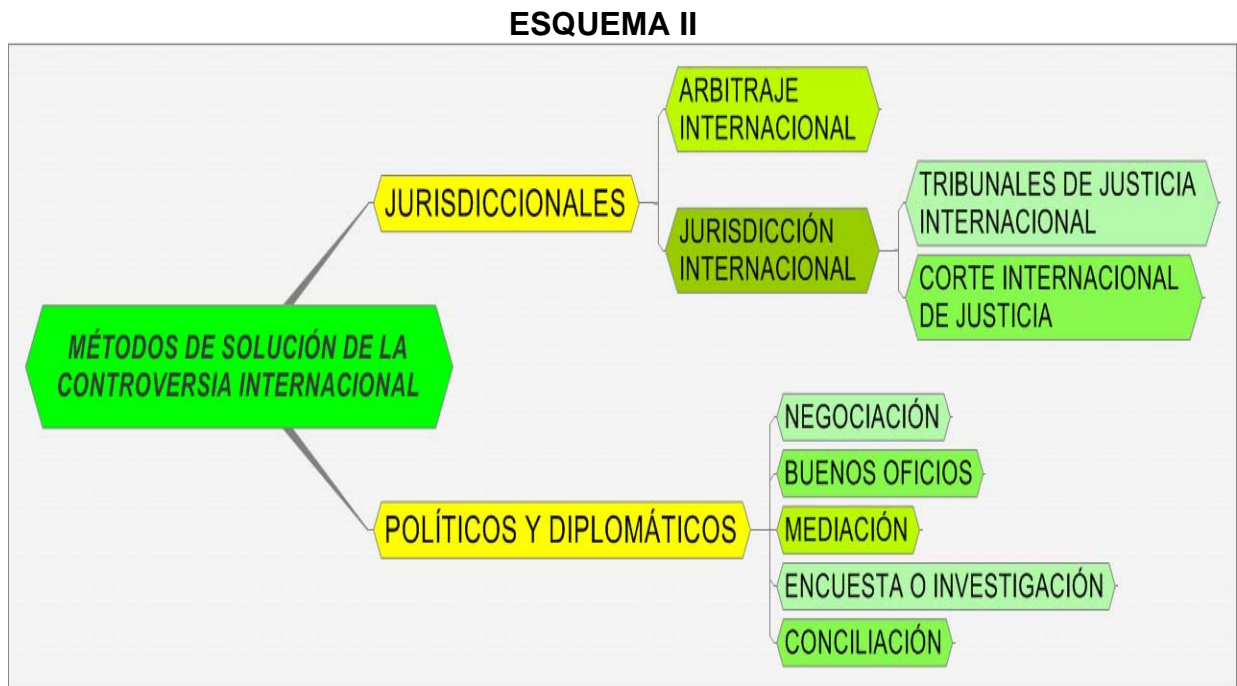 ESQUEMA II
MÉTODOS DE SOLUCIÓN DE LA
CONTROVERSIA INTERNACIONAL
JURISDICCIONALES
ARBITRAJE
INTERNACIONAL
JURISDICCIÓN
INTERNACIONAL
TRIBUNALES DE JUSTICIA
INTERNACIONAL
CORTE INTERNACIONAL
DE JUSTICIA
POLÍTICOS Y DIPLOMÁTICOS
NEGOCIACIÓN
BUENOS OFICIOS
MEDIACIÓN
ENCUESTA O INVESTIGACIÓN
CONCILIACIÓN